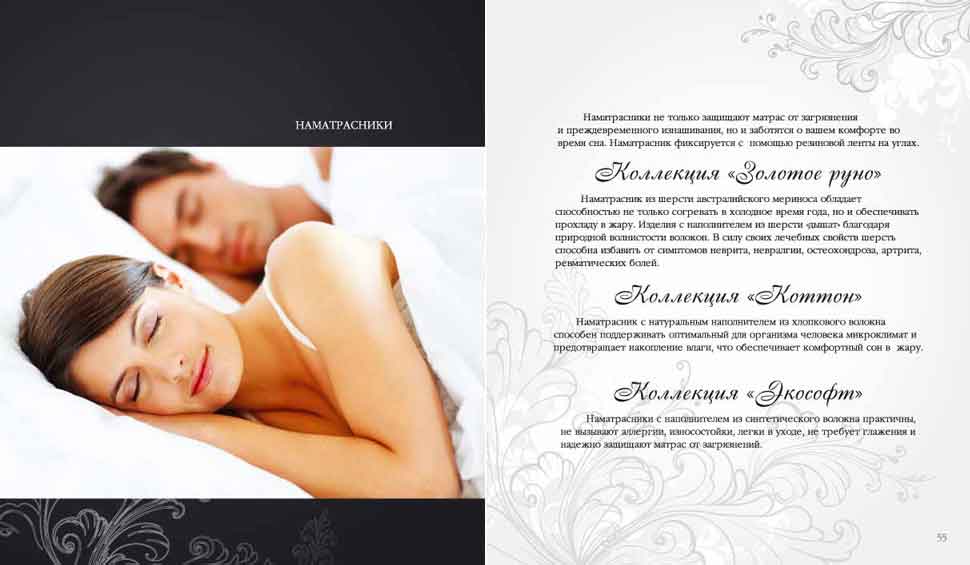 НАМАТРАСНИКИ
Наматрасники не только защищают матрас от загрязнения
и преждевременного изнашивания, но и заботятся о вашем комфорте во
время сна. Наматрасник фиксируется с помощью резиновой ленты на углах.
Коллекция «Золотое руно»
Наматрасник из шерсти австралийского мериноса обладает
способностью не только согревать в холодное время года, но и обеспечивать
прохладу в жару. Изделия с наполнителем из шерсти «дышат» благодаря
природной волнистости волокон. В силу своих лечебных свойств шерсть
способна избавить от симптомов неврита, невралгии, остеохондроза, артрита,
ревматических болей.
Коллекция «Коттон»
Наматрасник с натуральным наполнителем из хлопкового волокна
способен поддерживать оптимальный для организма человека микроклимат и
предотвращает накопление влаги, что обеспечивает комфортный сон в жару.
Коллекция «Экософт»
Наматрасники с наполнителем из синтетического волокна практичны,
не вызывают аллергии, износостойки, легки в уходе, не требует глажения и
надежно защищают матрас от загрязнений.
55